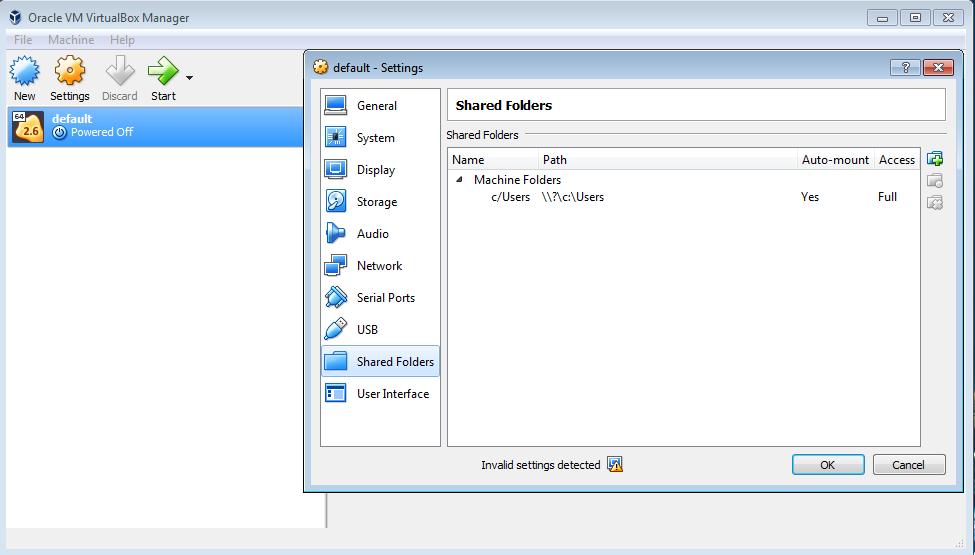 Oracle VM VirtualBox Manager
File Machine Help
New Settings Discard Start
64
2.6
default
Powered Off
default - Settings
?
General
System
Display
Storage
Audio
Network
Serial Ports
USB
Shared Folders
User Interface
Shared Folders
Shared Folders
Name Path Auto-mount Access
Machine Folders
c/Users \\?\c:\Users Yes Full
Invalid settings detected
OK Cancel